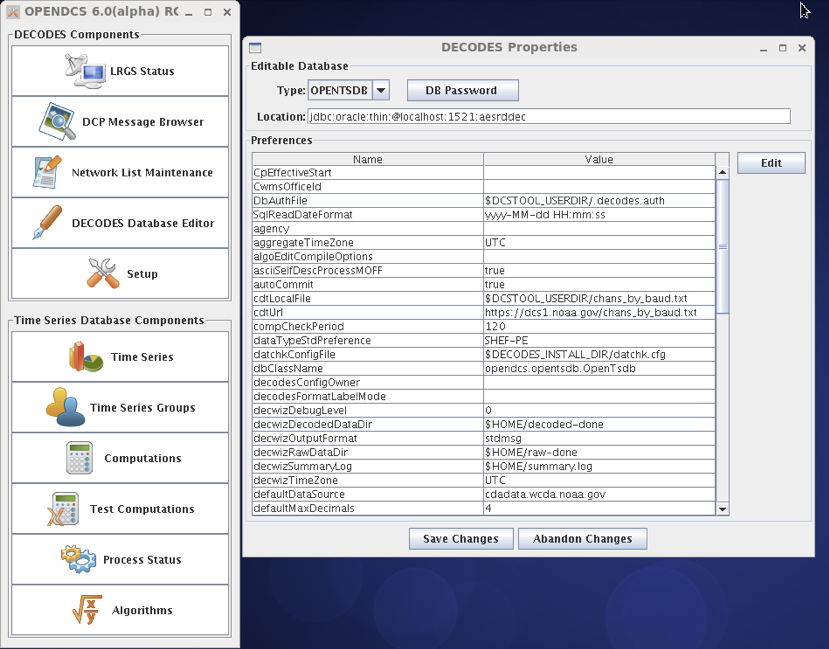 OPENDCS 6.0(alpha) RC
DECODES Components
LRGS Status
DCP Message Browser
Network List Maintenance
DECODES Database Editor
Setup
Time Series Database Components
Time Series
Time Series Groups
Computations
Test Computations
Process Status
Algorithms
DECODES Properties
Editable Database
Type: OPENTSDB DB Password
Location: jdbc:oracle:thin:@localhost:1521:aesrddec
Preferences
Name Value
Edit
CpEffectiveStart
CwmsOfficeId
DbAuthFile $DCSTOOL_USERDIR/.decodes.auth
SqlReadDateFormat yyyy-MM-dd HH:mm:ss
agency
aggregateTimeZone UTC
algoEditCompileOptions
asciiSelfDescProcessMOFF true
autoCommit true
cdtLocalFile $DCSTOOL_USERDIR/chans_by_baud.txt
cdtUrl https://dcs1.noaa.gov/chans_by_baud.txt
compCheckPeriod 120
dataTypeStdPreference SHEF-PE
datchkConfigFile $DECODES_INSTALL_DIR/datchk.cfg
dbClassName opendcs.opentsdb.OpenTsdb
decodesConfigOwner
decodesFormatLabelMode
decwizDebugLevel 0
decwizDecodedDataDir $HOME/decoded-done
decwizOutputFormat stdmsg
decwizRawDataDir $HOME/raw-done
decwizSummaryLog $HOME/summary.log
decwizTimeZone UTC
defaultDataSource cdadata.wcda.noaa.gov
defaultMaxDecimals 4
Save Changes Abandon Changes